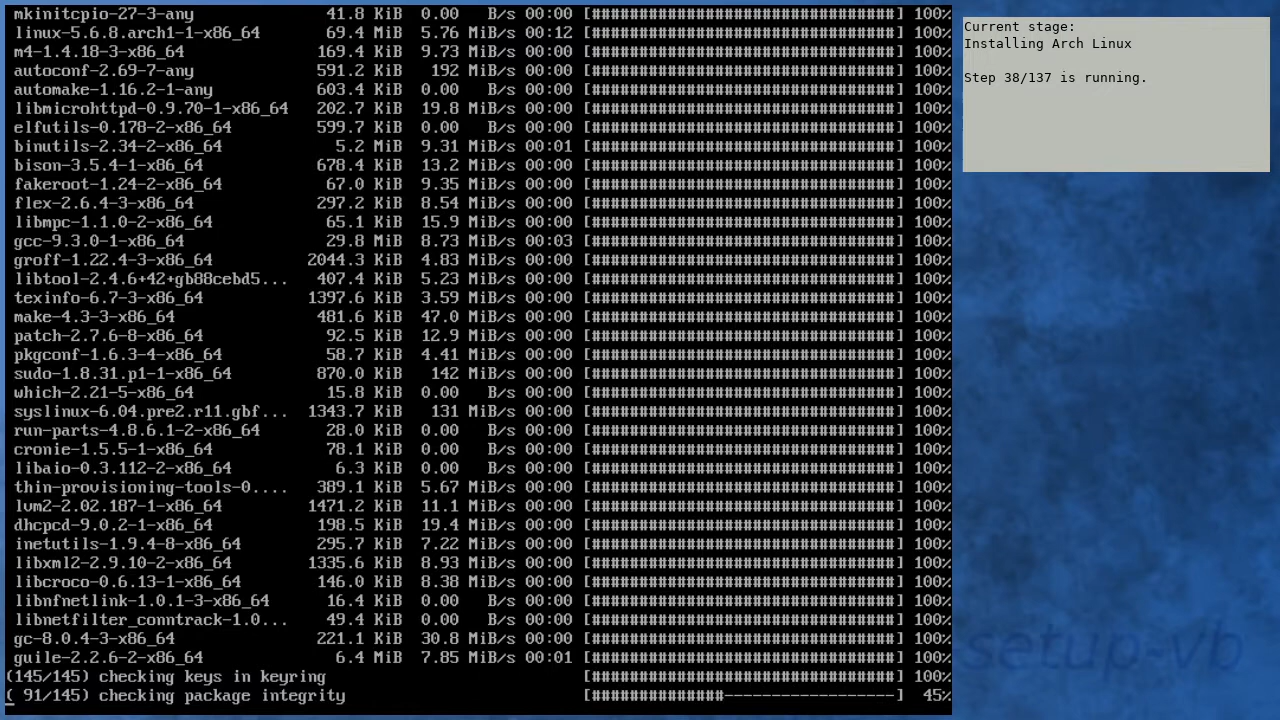 mkinitcpio-27-3-any 41.8 KiB 0.00 B/s 00:00 [################################] 100%
linux-5.6.8.arch1-1-x86_64 69.4 MiB 5.76 MiB/s 00:12 [################################] 100%
m4-1.4.18-3-x86_64 169.4 KiB 9.73 MiB/s 00:00 [################################] 100%
autoconf-2.69-7-any 591.2 KiB 192 MiB/s 00:00 [################################] 100%
automake-1.16.2-1-any 603.4 KiB 0.00 B/s 00:00 [################################] 100%
libmicrohttpd-0.9.70-1-x86_64 202.7 KiB 19.8 MiB/s 00:00 [################################] 100%
elfutils-0.178-2-x86_64 599.7 KiB 0.00 B/s 00:00 [################################] 100%
binutils-2.34-2-x86_64 5.2 MiB 9.31 MiB/s 00:01 [################################] 100%
bison-3.5.4-1-x86_64 678.4 KiB 13.2 MiB/s 00:00 [################################] 100%
fakeroot-1.24-2-x86_64 67.0 KiB 9.35 MiB/s 00:00 [################################] 100%
flex-2.6.4-3-x86_64 297.2 KiB 8.54 MiB/s 00:00 [################################] 100%
libmpc-1.1.0-2-x86_64 65.1 KiB 15.9 MiB/s 00:00 [################################] 100%
gcc-9.3.0-1-x86_64 29.8 MiB 8.73 MiB/s 00:03 [################################] 100%
groff-1.22.4-3-x86_64 2044.3 KiB 4.83 MiB/s 00:00 [################################] 100%
libtool-2.4.6+42+gb88cebd5... 407.4 KiB 5.23 MiB/s 00:00 [################################] 100%
texinfo-6.7-3-x86_64 1397.6 KiB 3.59 MiB/s 00:00 [################################] 100%
make-4.3-3-x86_64 481.6 KiB 47.0 MiB/s 00:00 [################################] 100%
patch-2.7.6-8-x86_64 92.5 KiB 12.9 MiB/s 00:00 [################################] 100%
pkgconf-1.6.3-4-x86_64 58.7 KiB 4.41 MiB/s 00:00 [################################] 100%
sudo-1.8.31.p1-1-x86_64 870.0 KiB 142 MiB/s 00:00 [################################] 100%
which-2.21-5-x86_64 15.8 KiB 0.00 B/s 00:00 [################################] 100%
syslinux-6.04.pre2.r11.gbf... 1343.7 KiB 131 MiB/s 00:00 [################################] 100%
run-parts-4.8.6.1-2-x86_64 28.0 KiB 0.00 B/s 00:00 [################################] 100%
cronie-1.5.5-1-x86_64 78.1 KiB 0.00 B/s 00:00 [################################] 100%
libaio-0.3.112-2-x86_64 6.3 KiB 0.00 B/s 00:00 [################################] 100%
thin-provisioning-tools-0.... 389.1 KiB 5.67 MiB/s 00:00 [################################] 100%
lvm2-2.02.187-1-x86_64 1471.2 KiB 11.1 MiB/s 00:00 [################################] 100%
dhcpcd-9.0.2-1-x86_64 198.5 KiB 19.4 MiB/s 00:00 [################################] 100%
inetutils-1.9.4-8-x86_64 295.7 KiB 7.22 MiB/s 00:00 [################################] 100%
libxml2-2.9.10-2-x86_64 1335.6 KiB 8.93 MiB/s 00:00 [################################] 100%
libcroco-0.6.13-1-x86_64 146.0 KiB 8.38 MiB/s 00:00 [################################] 100%
libnfnetlink-1.0.1-3-x86_64 16.4 KiB 0.00 B/s 00:00 [################################] 100%
libnetfilter_conntrack-1.0... 49.4 KiB 0.00 B/s 00:00 [################################] 100%
gc-8.0.4-3-x86_64 221.1 KiB 30.8 MiB/s 00:00 [################################] 100%
guile-2.2.6-2-x86_64 6.4 MiB 7.85 MiB/s 00:01 [################################] 100%
(145/145) checking keys in keyring [################################] 100%
( 91/145) checking package integrity [##############------------------] 45%
Current stage:
Installing Arch Linux
Step 38/137 is running.
setup-vb